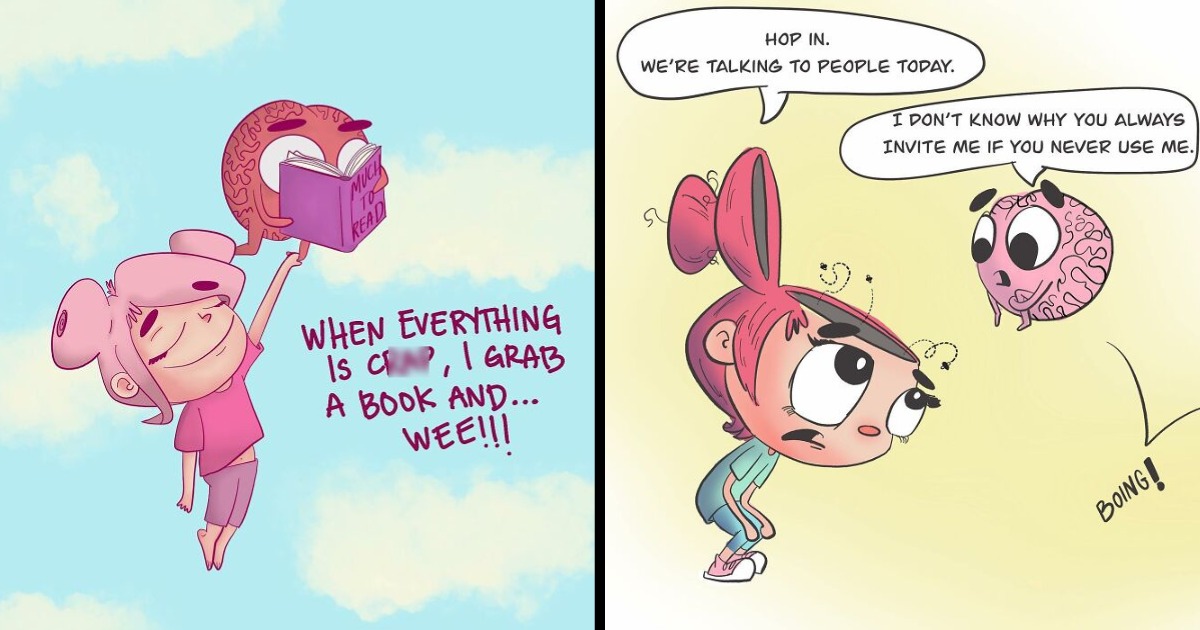 MUCH
TO
READ
WHEN EVERYTHING
IS , I GRAB
A BOOK AND...
WEE!!!
HOP IN.
WE'RE TALKING TO PEOPLE TODAY.
I DON'T KNOW WHY YOU ALWAYS
INVITE ME IF YOU NEVER USE ME.
BOING!